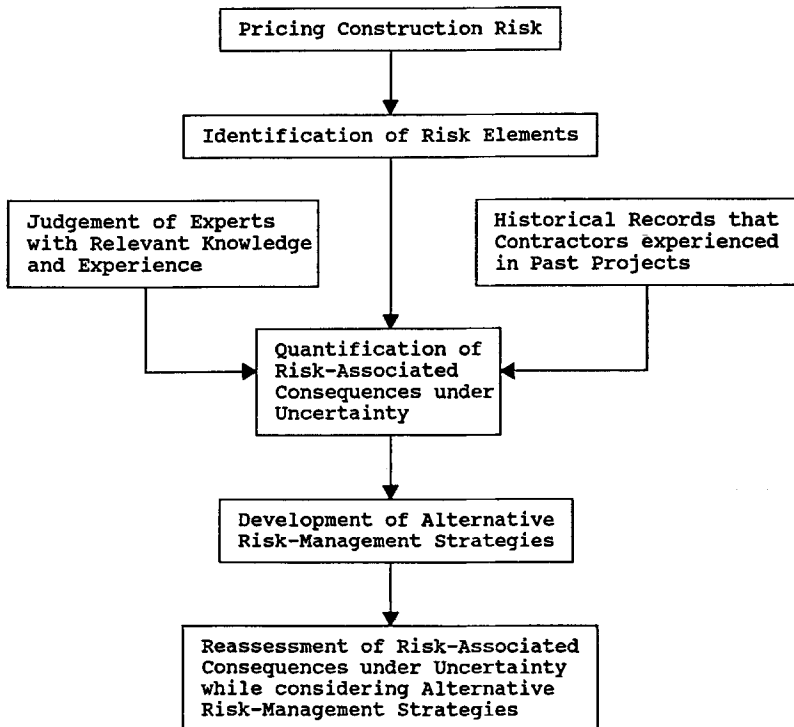 Pricing Construction Risk
Identification of Risk Elements
Judgement of Experts
with Relevant Knowledge
and Experience
Historical Records that
Contractors experienced
in Past Projects
Quantification of
Risk-Associated
Consequences under
Uncertainty
Development of Alternative
Risk-Management Strategies
Reassessment of Risk-Associated
Consequences under Uncertainty
while considering Alternative
Risk-Management Strategies